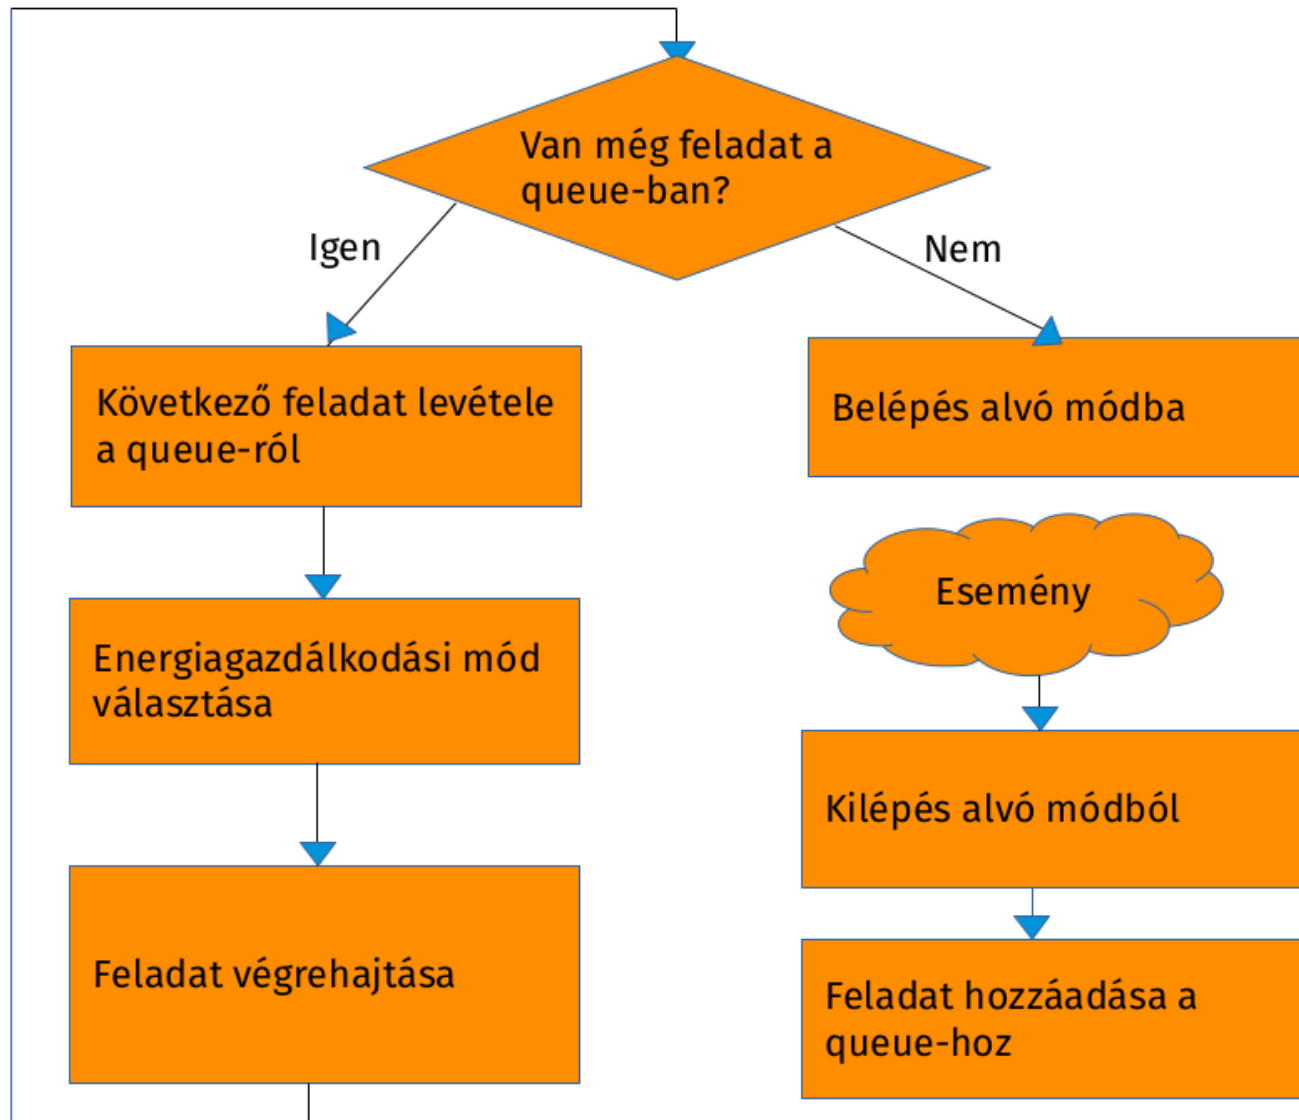 Van még feladat a
queue-ban?
Igen
Nem
Következő feladat levétele
a queue-ról
Belépés alvó módba
Esemény
Energiagazdálkodási mód
választása
Kilépés alvó módból
Feladat végrehajtása
Feladat hozzáadása a
queue-hoz